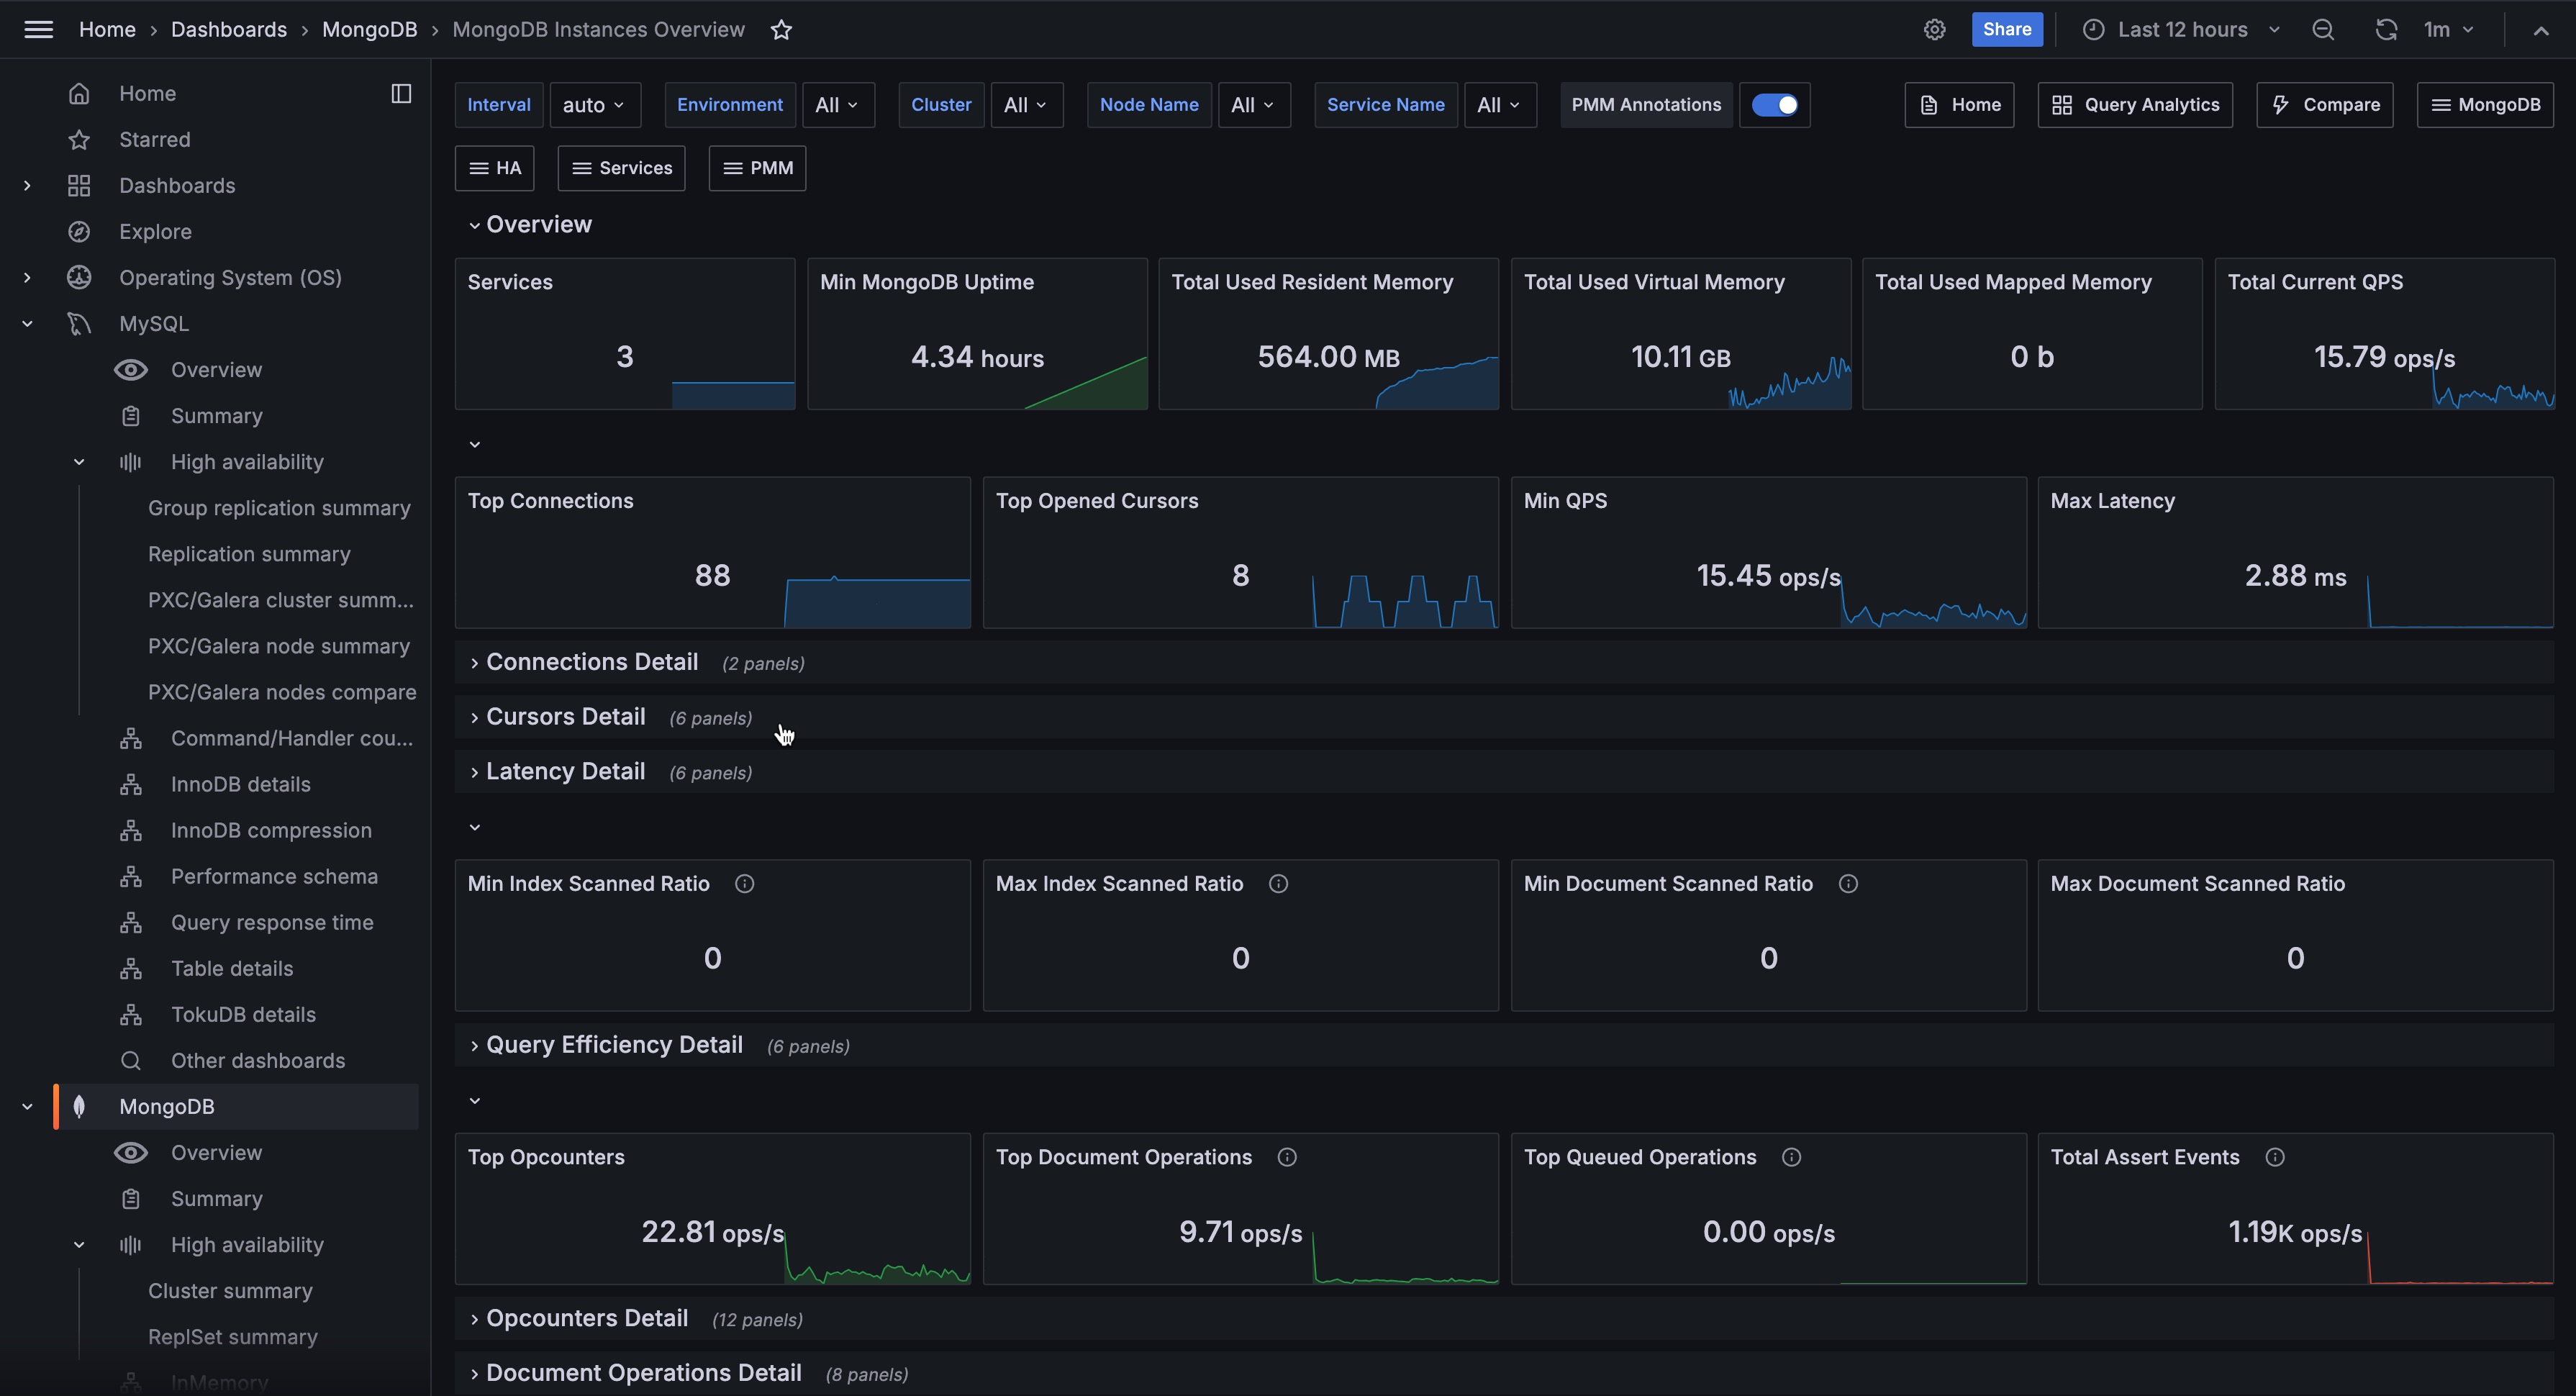 Home › Dashboards › MongoDB › MongoDB Instances Overview
Share
Last 12 hours
1m
Home
Starred
Dashboards
Explore
Operating System (OS)
MySQL
Overview
Summary
High availability
Group replication summary
Replication summary
PXC/Galera cluster summ...
PXC/Galera node summary
PXC/Galera nodes compare
Command/Handler cou...
InnoDB details
InnoDB compression
Performance schema
Query response time
Table details
TokuDB details
Other dashboards
MongoDB
Overview
Summary
High availability
Cluster summary
ReplSet summary
InMemory
Interval auto
Environment All
Cluster All
Node Name All
Service Name All
PMM Annotations
Home
Query Analytics
Compare
MongoDB
HA
Services
PMM
Overview
Services
3
Min MongoDB Uptime
4.34 hours
Total Used Resident Memory
564.00 MB
Total Used Virtual Memory
10.11 GB
Total Used Mapped Memory
0 b
Total Current QPS
15.79 ops/s
Top Connections
88
Top Opened Cursors
8
Min QPS
15.45 ops/s
Max Latency
2.88 ms
Connections Detail (2 panels)
Cursors Detail (6 panels)
Latency Detail (6 panels)
Min Index Scanned Ratio
0
Max Index Scanned Ratio
0
Min Document Scanned Ratio
0
Max Document Scanned Ratio
0
Query Efficiency Detail (6 panels)
Top Opcounters
22.81 ops/s
Top Document Operations
9.71 ops/s
Top Queued Operations
0.00 ops/s
Total Assert Events
1.19K ops/s
Opcounters Detail (12 panels)
Document Operations Detail (8 panels)